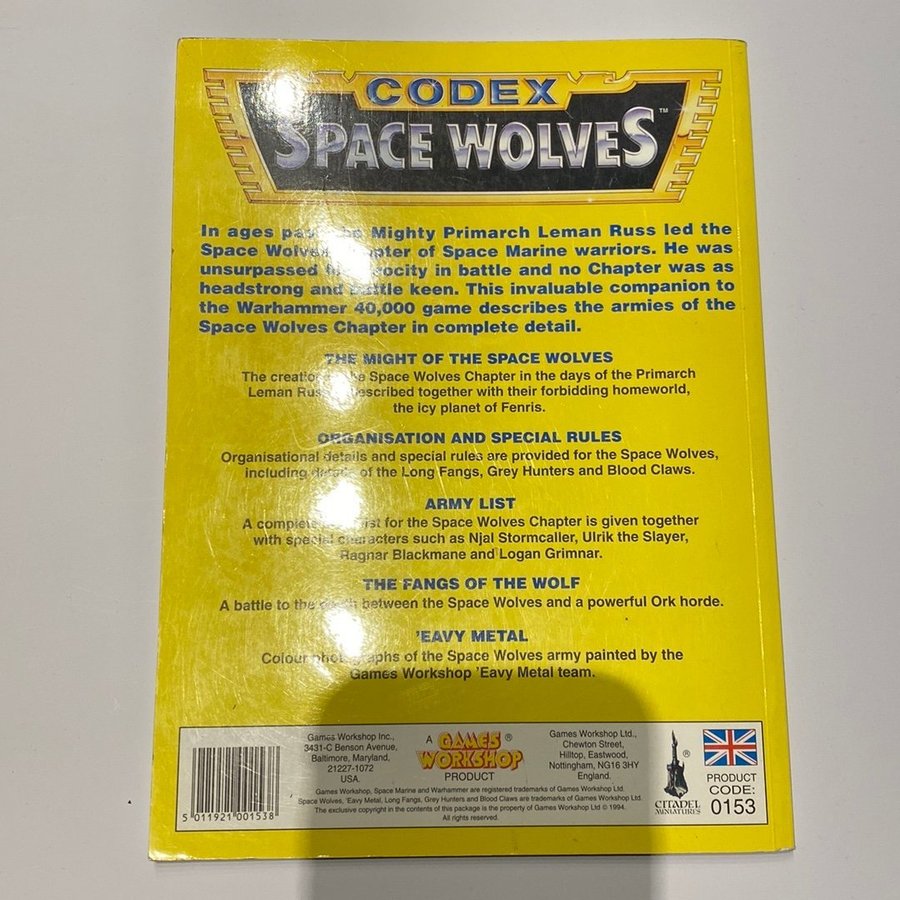 CODEX
SPACE WOLVES™
In ages past the Mighty Primarch Leman Russ led the
Space Wolves Chapter of Space Marine warriors. He was
unsurpassed in ferocity in battle and no Chapter was as
headstrong and battle keen. This invaluable companion to
the Warhammer 40,000 game describes the armies of the
Space Wolves Chapter in complete detail.
THE MIGHT OF THE SPACE WOLVES
The creation of the Space Wolves Chapter in the days of the Primarch
Leman Russ is described together with their forbidding homeworld,
the icy planet of Fenris.
ORGANISATION AND SPECIAL RULES
Organisational details and special rules are provided for the Space Wolves,
including details of the Long Fangs, Grey Hunters and Blood Claws.
ARMY LIST
A complete list for the Space Wolves Chapter is given together
with special characters such as Njal Stormcaller, Ulrik the Slayer,
Ragnar Blackmane and Logan Grimnar.
THE FANGS OF THE WOLF
A battle to the death between the Space Wolves and a powerful Ork horde.
'EAVY METAL
Colour photographs of the Space Wolves army painted by the
Games Workshop 'Eavy Metal team.
5 011921 001538
Games Workshop Inc.,
3431-C Benson Avenue,
Baltimore, Maryland,
21227-1072
USA.
A GAMES ®
WORKSHOP
PRODUCT
Games Workshop Ltd.,
Chewton Street,
Hilltop, Eastwood,
Nottingham, NG16 3HY
England.
Games Workshop, Space Marine and Warhammer are registered trademarks of Games Workshop Ltd.
Space Wolves, 'Eavy Metal, Long Fangs, Grey Hunters and Blood Claws are trademarks of Games Workshop Ltd.
The exclusive copyright in the contents of this package is the property of Games Workshop Ltd © 1994.
All rights reserved.
®
CITADEL
MINIATURES
PRODUCT
CODE:
0153